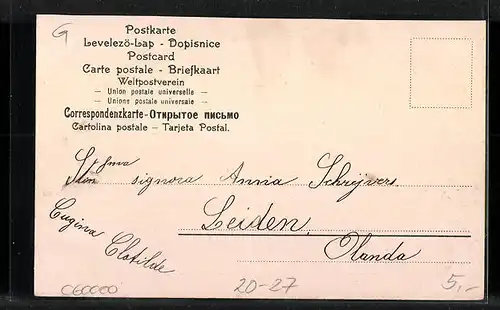 G
Postkarte
Levelező-Lap - Dopisnice
Postcard
Carte postale - Briefkaart
Weltpostverein
— Union postale universelle —
— Unione postale universale —
Correspondenzkarte - Открытое письмо
Cartolina postale — Tarjeta Postal.
signora Anna Schrijvers
Leiden
Olanda
Cugina
Clotilde
20-27
5,-